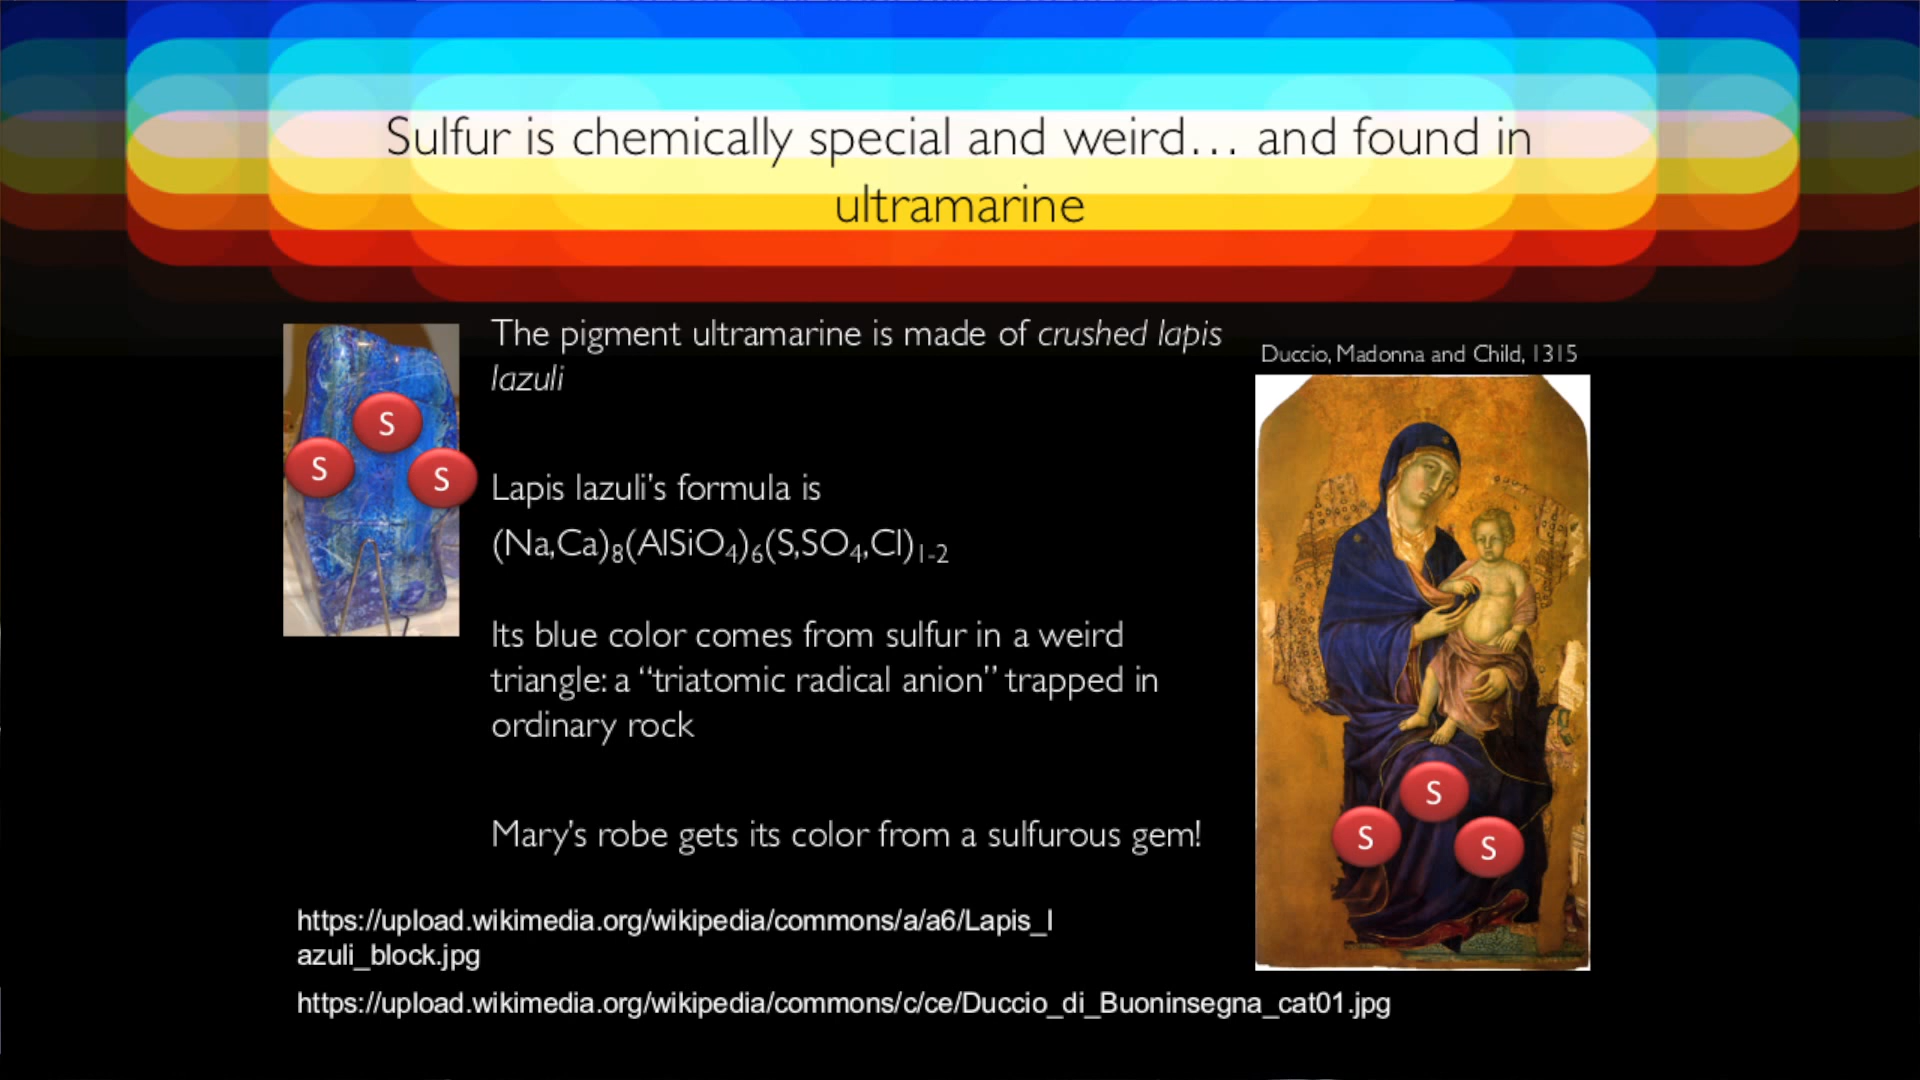 Sulfur is chemically special and weird… and found in
ultramarine
The pigment ultramarine is made of crushed lapis
lazuli
Lapis lazuli’s formula is
(Na,Ca)₈(AlSiO₄)₆(S,SO₄,Cl)₁₋₂
Its blue color comes from sulfur in a weird
triangle: a “triatomic radical anion” trapped in
ordinary rock
Mary’s robe gets its color from a sulfurous gem!
S
S
S
Duccio, Madonna and Child, 1315
S
S
S
https://upload.wikimedia.org/wikipedia/commons/a/a6/Lapis_l
azuli_block.jpg
https://upload.wikimedia.org/wikipedia/commons/c/ce/Duccio_di_Buoninsegna_cat01.jpg